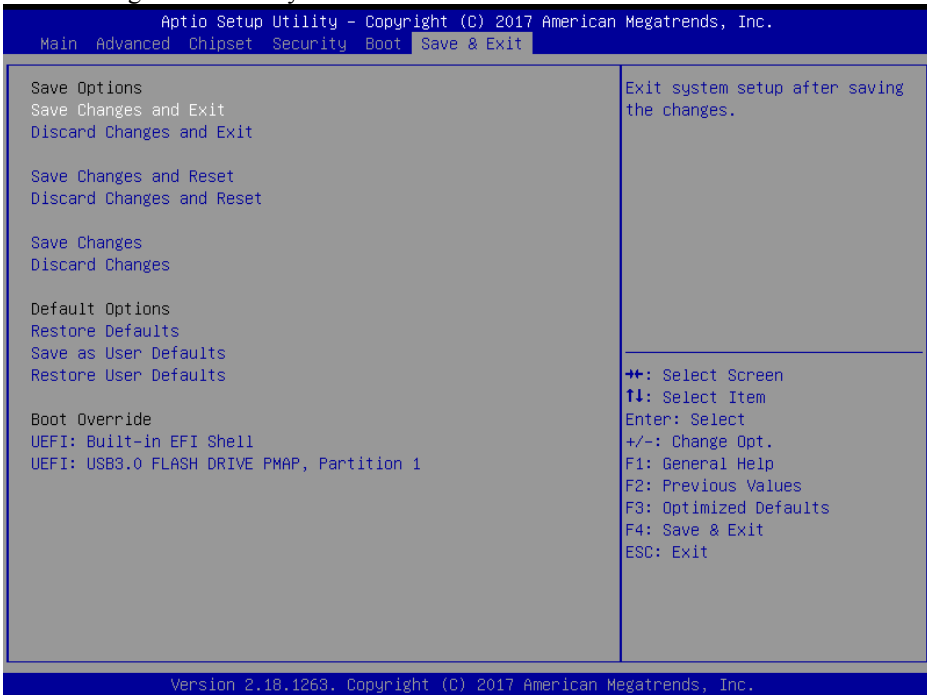 Aptio Setup Utility – Copyright (C) 2017 American Megatrends, Inc.
Main Advanced Chipset Security Boot Save & Exit
Save Options
Save Changes and Exit
Discard Changes and Exit
Save Changes and Reset
Discard Changes and Reset
Save Changes
Discard Changes
Default Options
Restore Defaults
Save as User Defaults
Restore User Defaults
Boot Override
UEFI: Built-in EFI Shell
UEFI: USB3.0 FLASH DRIVE PMAP, Partition 1
Exit system setup after saving
the changes.
→←: Select Screen
↑↓: Select Item
Enter: Select
+/-: Change Opt.
F1: General Help
F2: Previous Values
F3: Optimized Defaults
F4: Save & Exit
ESC: Exit
Version 2.18.1263. Copyright (C) 2017 American Megatrends, Inc.